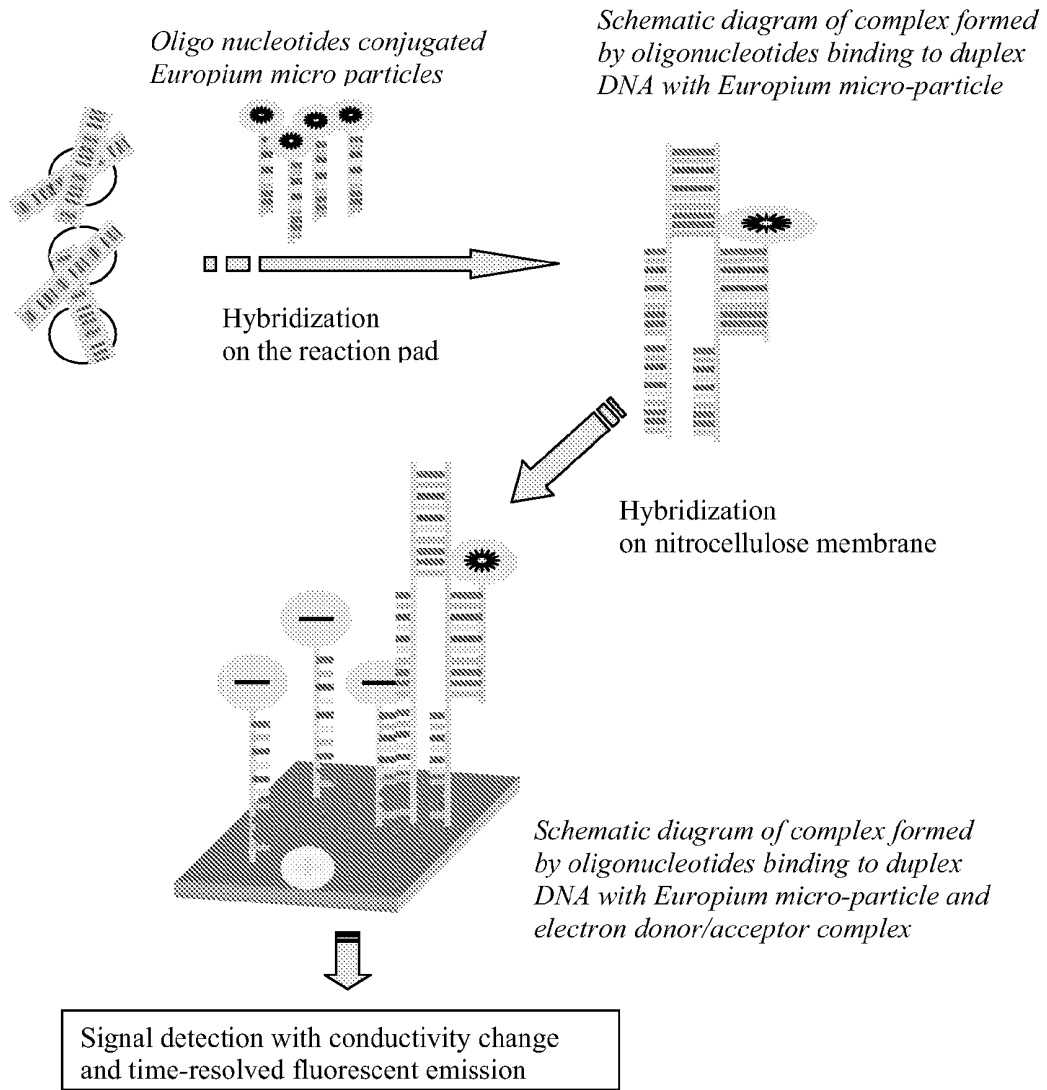 Oligo nucleotides conjugated
Europium micro particles
Schematic diagram of complex formed
by oligonucleotides binding to duplex
DNA with Europium micro-particle
Hybridization
on the reaction pad
Hybridization
on nitrocellulose membrane
Schematic diagram of complex formed
by oligonucleotides binding to duplex
DNA with Europium micro-particle and
electron donor/acceptor complex
Signal detection with conductivity change
and time-resolved fluorescent emission